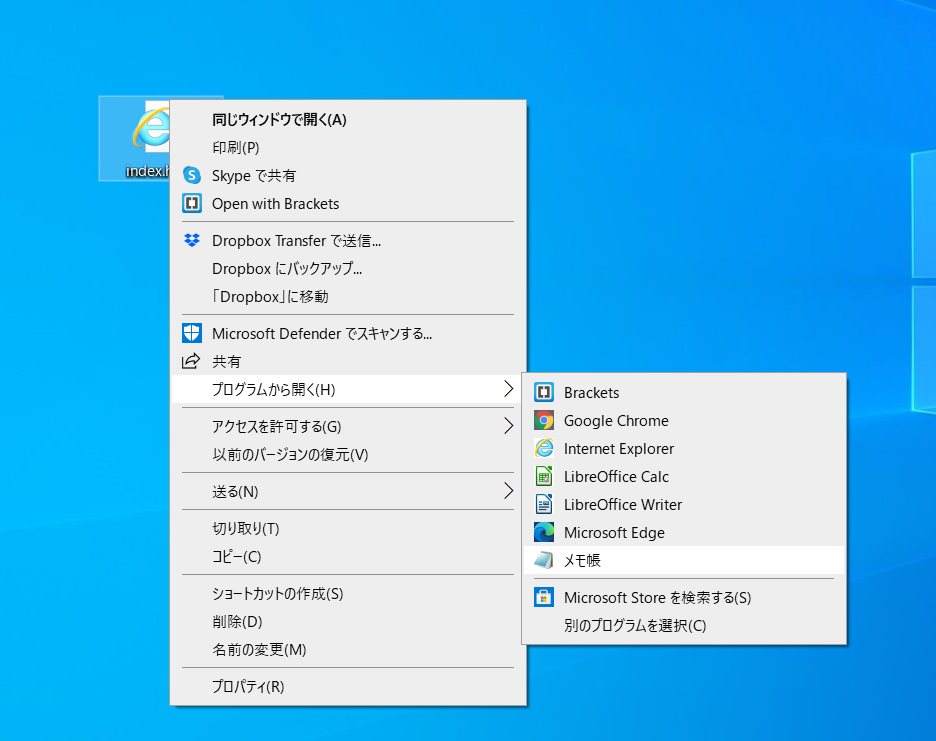 index.h
同じウィンドウで開く(A)
印刷(P)
Skype で共有
Open with Brackets
Dropbox Transfer で送信...
Dropbox にバックアップ...
「Dropbox」に移動
Microsoft Defender でスキャンする...
共有
プログラムから開く(H)
アクセスを許可する(G)
以前のバージョンの復元(V)
送る(N)
切り取り(T)
コピー(C)
ショートカットの作成(S)
削除(D)
名前の変更(M)
プロパティ(R)
Brackets
Google Chrome
Internet Explorer
LibreOffice Calc
LibreOffice Writer
Microsoft Edge
メモ帳
Microsoft Store を検索する(S)
別のプログラムを選択(C)